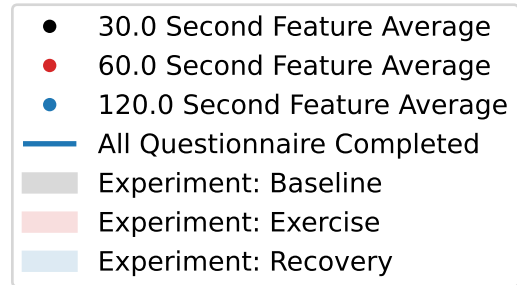 30.0 Second Feature Average
60.0 Second Feature Average
120.0 Second Feature Average
All Questionnaire Completed
Experiment: Baseline
Experiment: Exercise
Experiment: Recovery